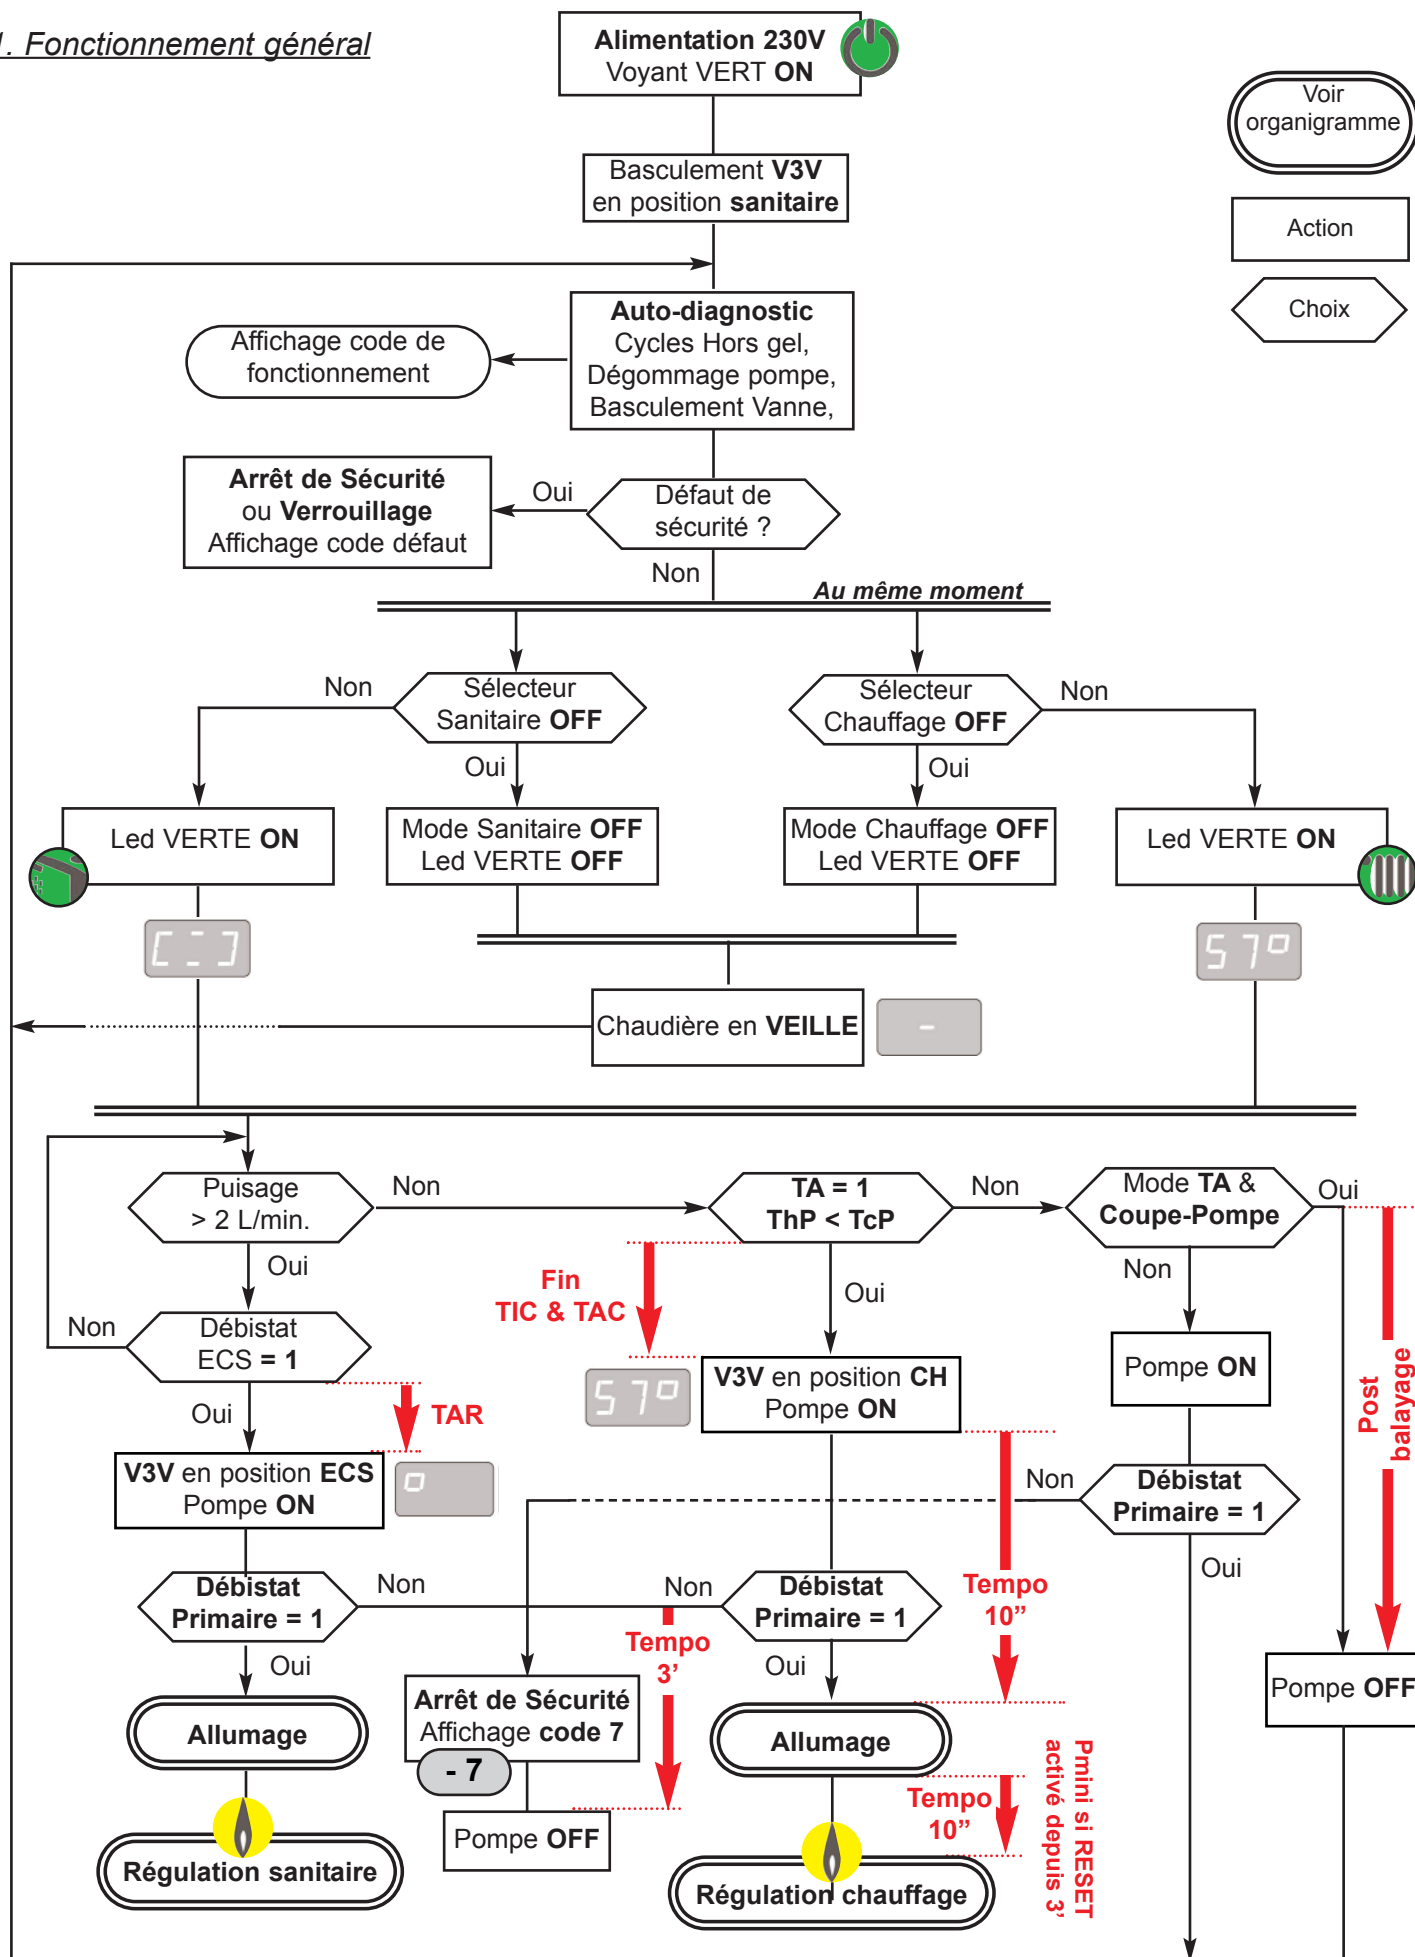 1. Fonctionnement général
Alimentation 230V
Voyant VERT ON
Voir
organigramme
Basculement V3V
en position sanitaire
Action
Choix
Auto-diagnostic
Cycles Hors gel,
Dégommage pompe,
Basculement Vanne,
Affichage code de
fonctionnement
Arrêt de Sécurité
ou Verrouillage
Affichage code défaut
Oui
Défaut de
sécurité ?
Non
Au même moment
Non
Sélecteur
Sanitaire OFF
Oui
Sélecteur
Chauffage OFF
Non
Oui
Led VERTE ON
Mode Sanitaire OFF
Led VERTE OFF
Mode Chauffage OFF
Led VERTE OFF
Led VERTE ON
57°
Chaudière en VEILLE
-
Puisage
> 2 L/min.
Non
TA = 1
ThP < TcP
Non
Mode TA &
Coupe-Pompe
Oui
Oui
Fin
TIC & TAC
Oui
Non
Non
Débistat
ECS = 1
Pompe ON
Post
balayage
57°
V3V en position CH
Pompe ON
Oui
TAR
V3V en position ECS
Pompe ON
Non
Débistat
Primaire = 1
Oui
Débistat
Primaire = 1
Non
Non
Débistat
Primaire = 1
Tempo
10”
Tempo
3’
Oui
Oui
Allumage
Arrêt de Sécurité
Affichage code 7
- 7
Allumage
Pompe OFF
Tempo
10”
Pmini si RESET
activé depuis 3’
Pompe OFF
Régulation sanitaire
Régulation chauffage